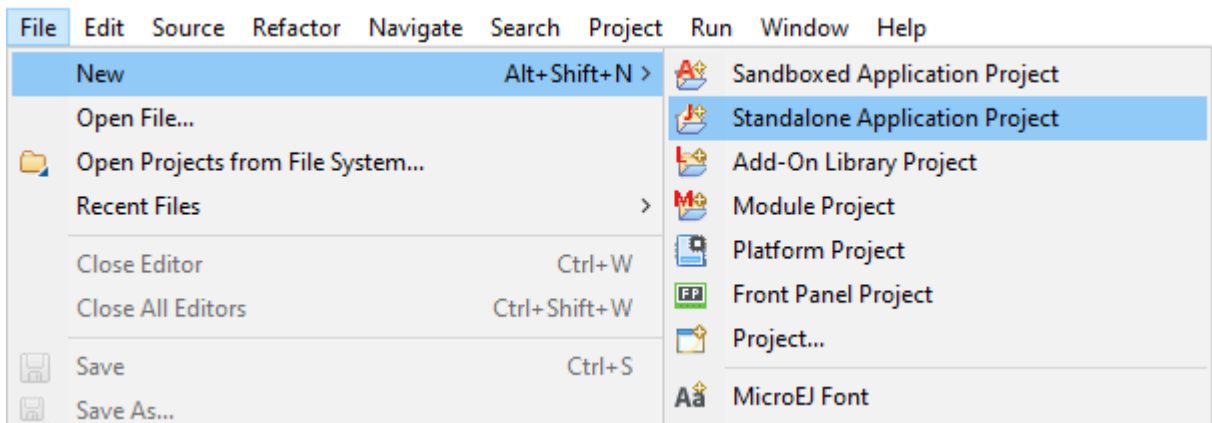 File Edit Source Refactor Navigate Search Project Run Window Help
New Alt+Shift+N >
Open File...
Open Projects from File System...
Recent Files >
Close Editor Ctrl+W
Close All Editors Ctrl+Shift+W
Save Ctrl+S
Save As...
Sandboxed Application Project
Standalone Application Project
Add-On Library Project
Module Project
Platform Project
FP Front Panel Project
Project...
Aä MicroEJ Font